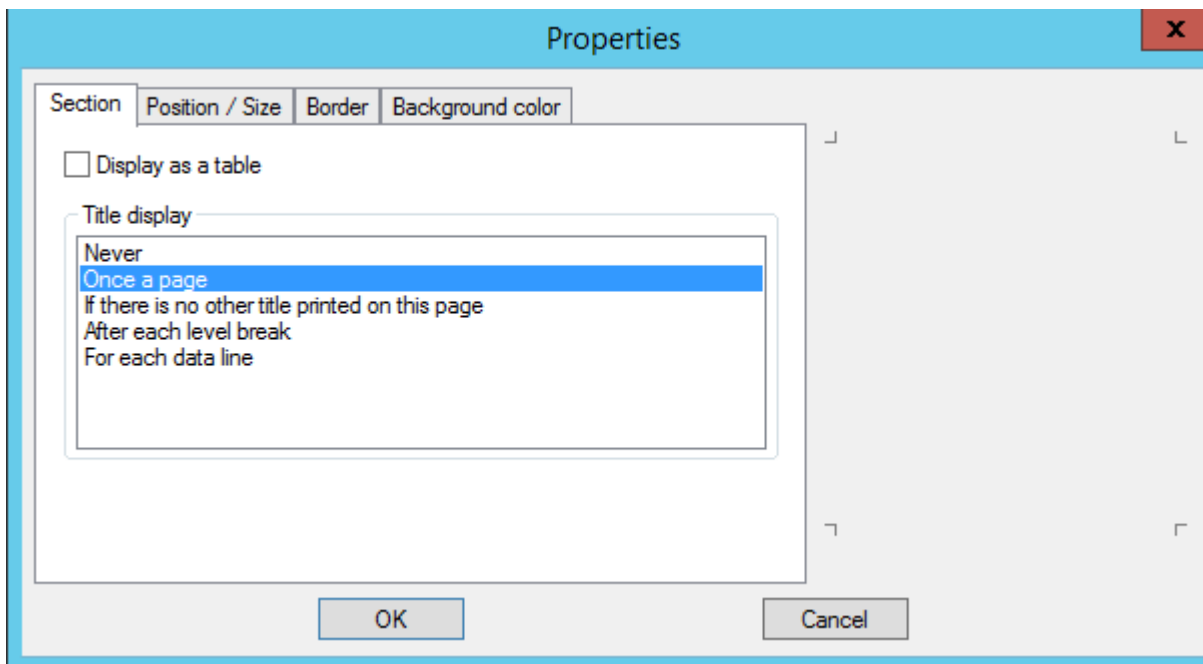 Properties
x
Section Position / Size Border Background color
Display as a table
Title display
Never
Once a page
If there is no other title printed on this page
After each level break
For each data line
OK Cancel